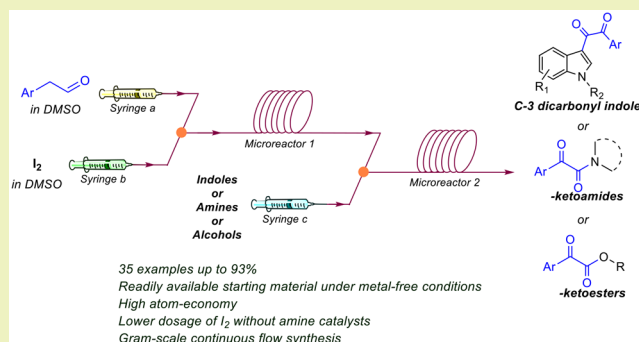 Ar
O
in DMSO
Syringe a
I2
in DMSO
Syringe b
Microreactor 1
Indoles
or
Amines
or
Alcohols
Syringe c
Microreactor 2
O
O
Ar
N
R1
R2
C-3 dicarbonyl indole
or
O
Ar
N
O
-ketoamides
or
O
Ar
O
R
O
-ketoesters
35 examples up to 93%
Readily available starting material under metal-free conditions
High atom-economy
Lower dosage of I2 without amine catalysts
Gram-scale continuous flow synthesis